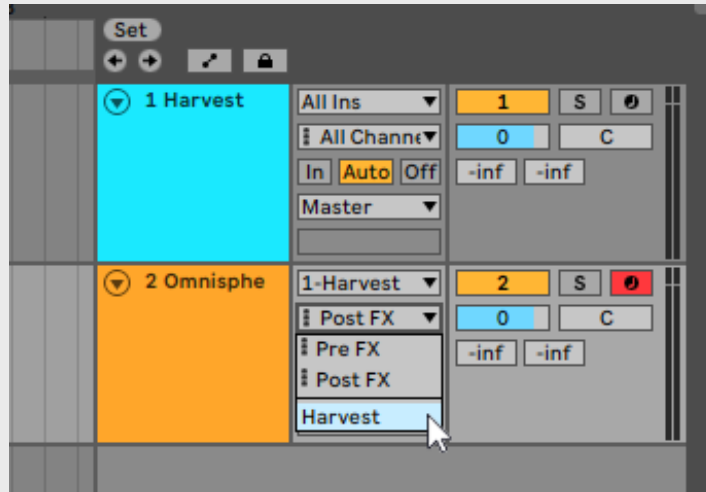 Set
1 Harvest
All Ins
1
S
All Channe
0
C
In Auto Off
-inf -inf
Master
2 Omnisphe
1-Harvest
2
S
Post FX
0
C
Pre FX
-inf -inf
Post FX
Harvest